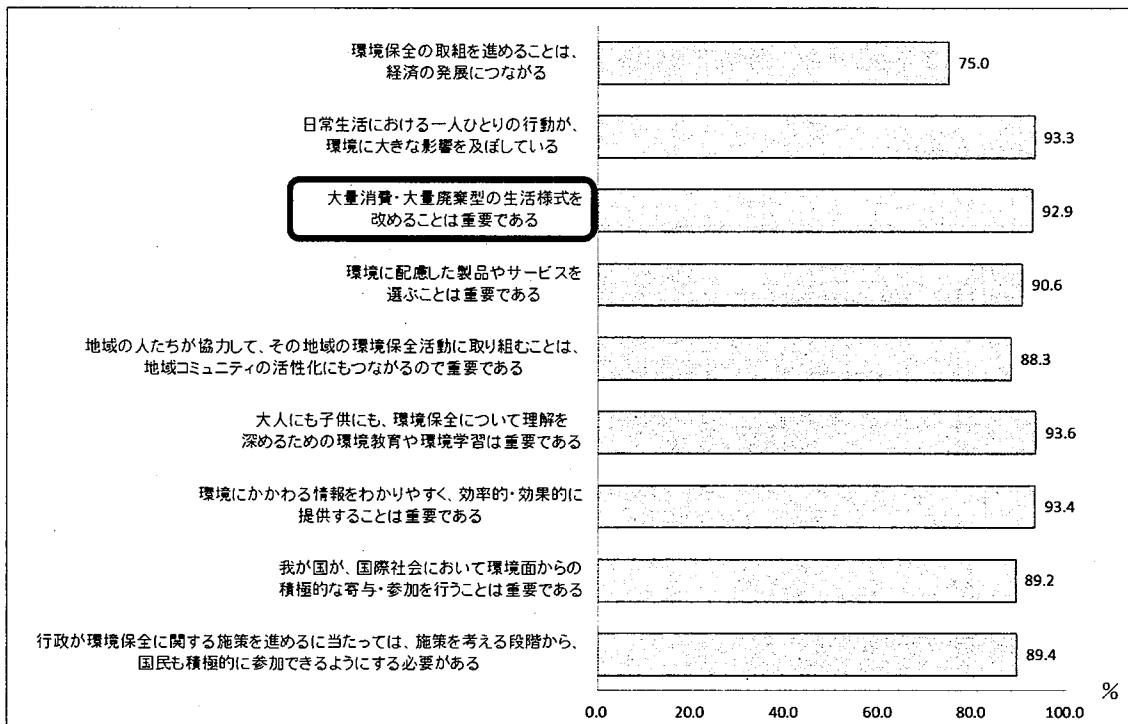 環境保全の取組を進めることは、
経済の発展につながる
75.0
日常生活における一人ひとりの行動が、
環境に大きな影響を及ぼしている
93.3
大量消費・大量廃棄型の生活様式を
改めることは重要である
92.9
環境に配慮した製品やサービスを
選ぶことは重要である
90.6
地域の人たちが協力して、その地域の環境保全活動に取り組むことは、
地域コミュニティの活性化にもつながるので重要である
88.3
大人にも子供にも、環境保全について理解を
深めるための環境教育や環境学習は重要である
93.6
環境にかかわる情報をわかりやすく、効率的・効果的に
提供することは重要である
93.4
我が国が、国際社会において環境面からの
積極的な寄与・参加を行うことは重要である
89.2
行政が環境保全に関する施策を進めるに当たっては、施策を考える段階から、
国民も積極的に参加できるようにする必要がある
89.4
0.0 20.0 40.0 60.0 80.0 100.0 %